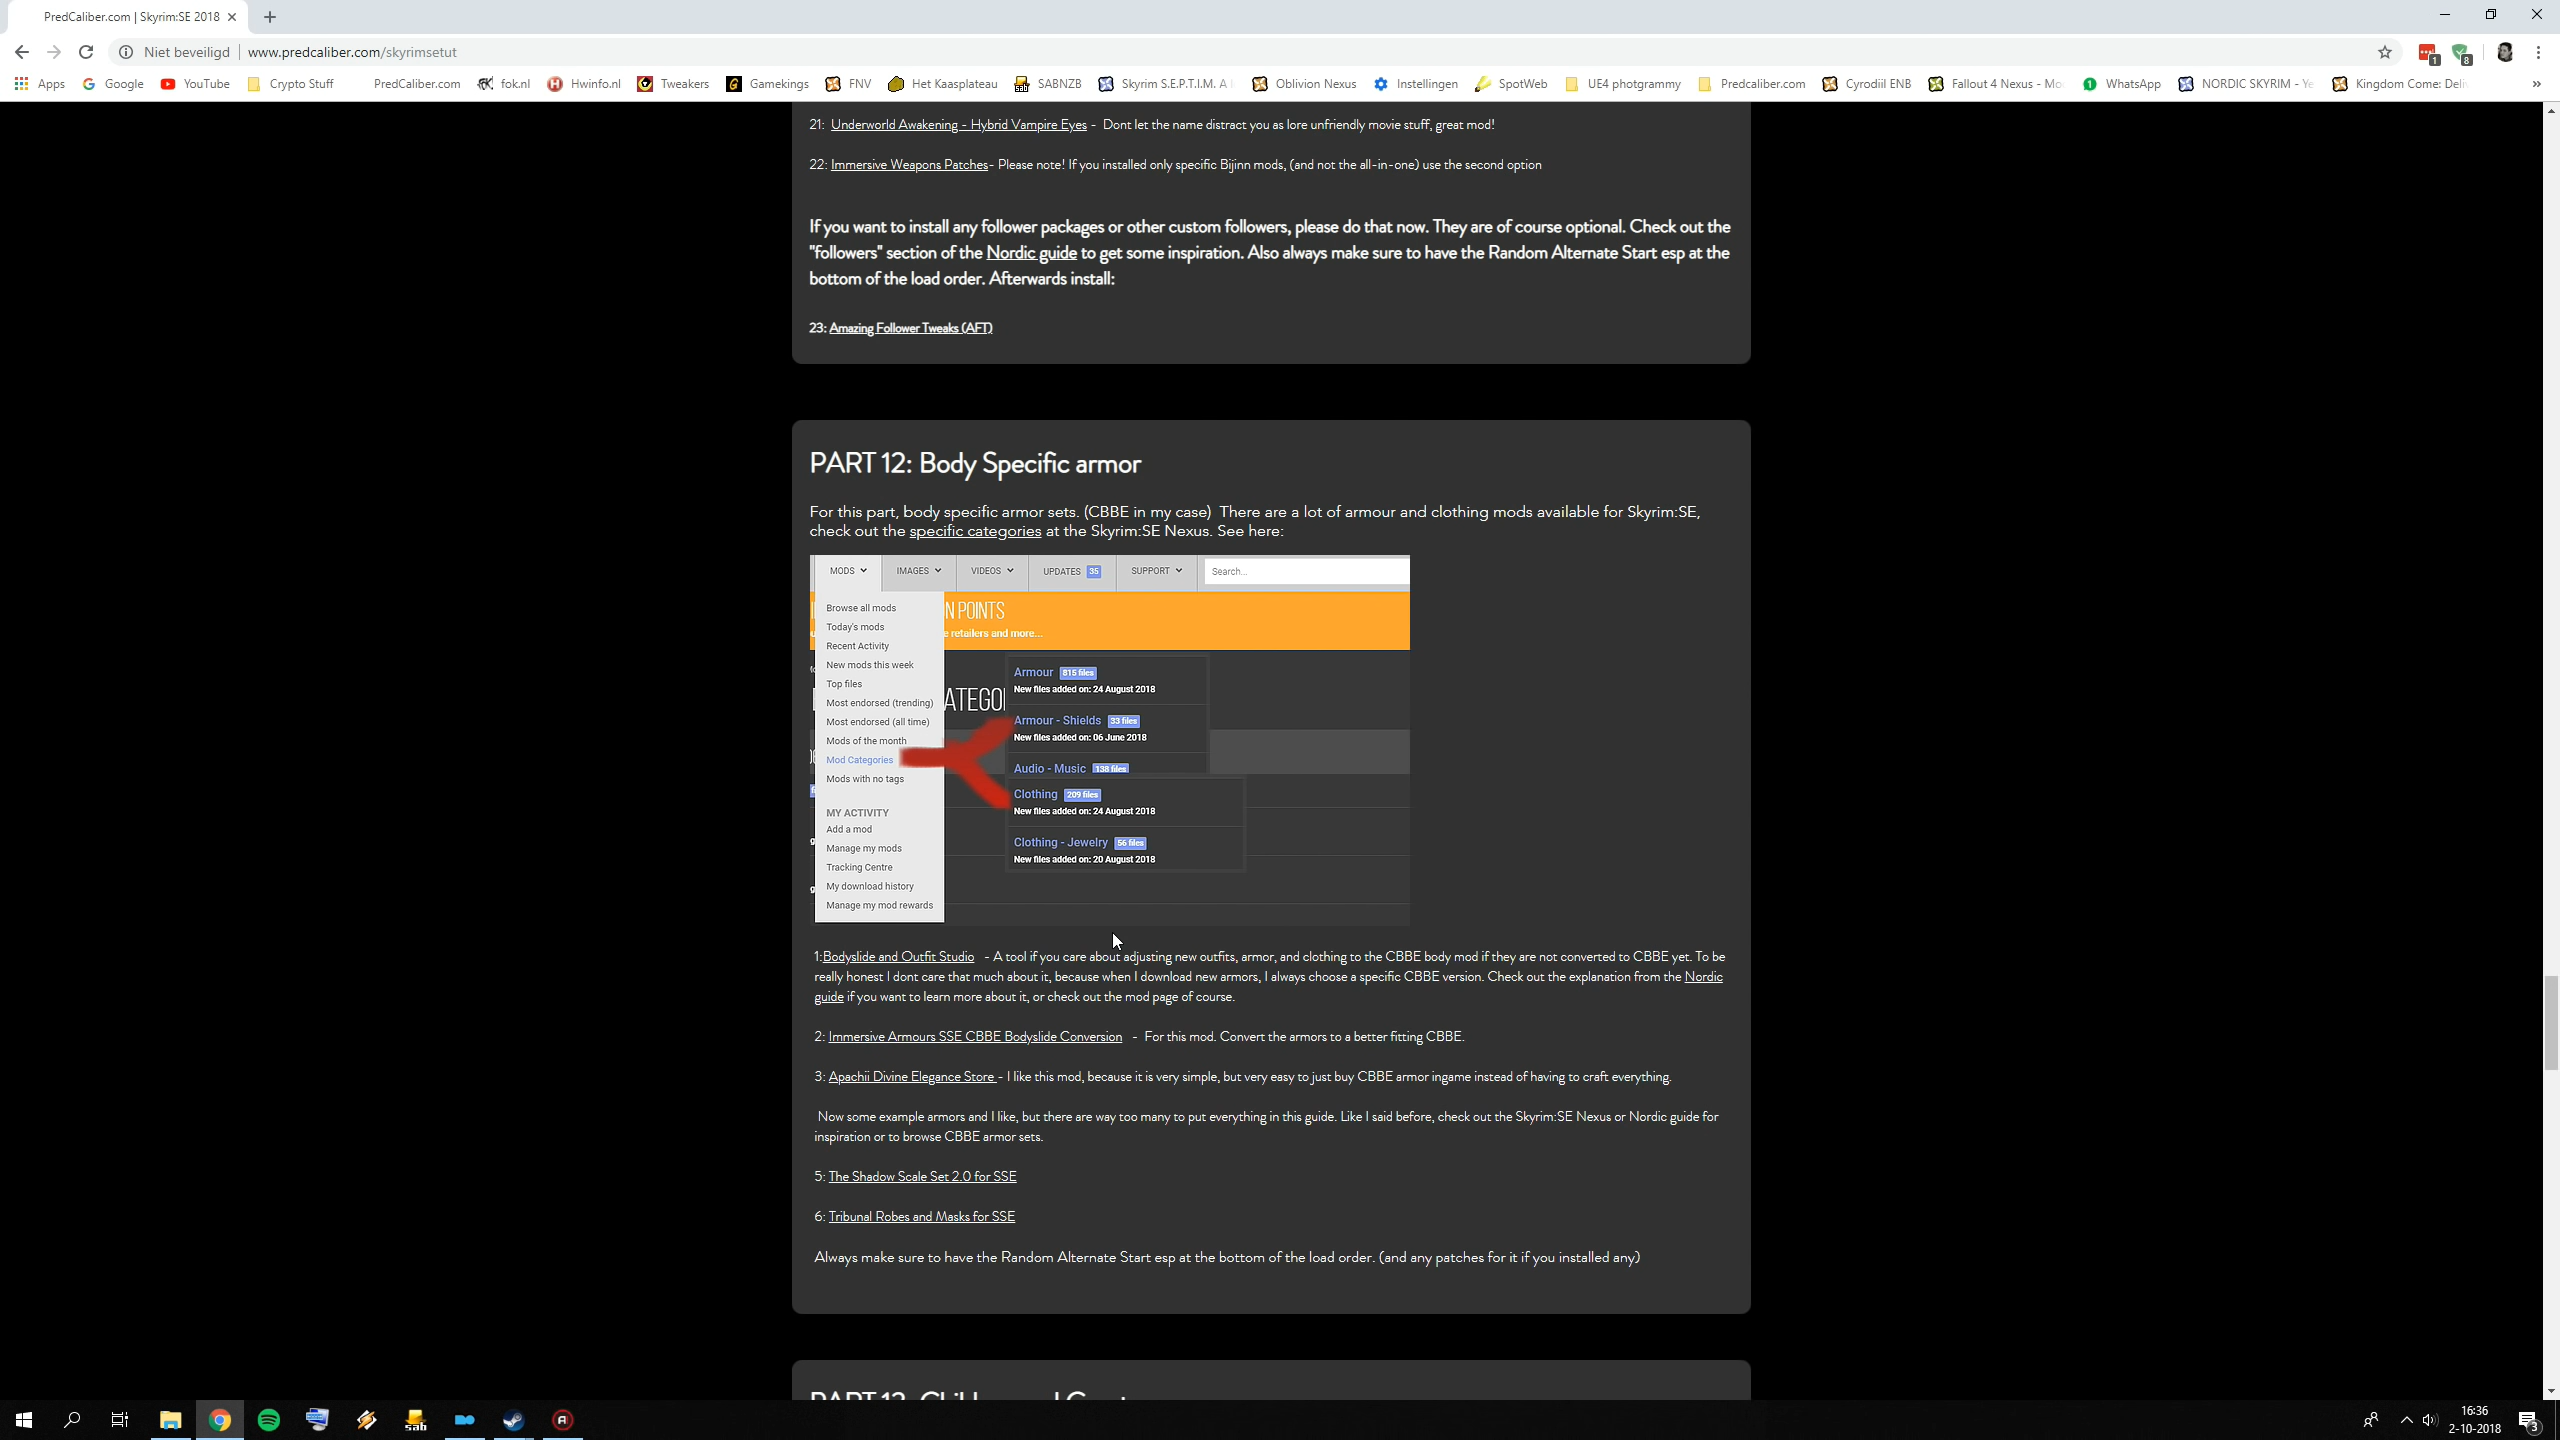 PredCaliber.com | Skyrim:SE 2018
Niet beveiligd
www.predcaliber.com/skyrimsetut
1
8
Apps
Google
YouTube
Crypto Stuff
PredCaliber.com
fok.nl
Hwinfo.nl
Tweakers
Gamekings
FNV
Het Kaasplateau
SABNZB
Skyrim S.E.P.T.I.M. A
Oblivion Nexus
Instellingen
SpotWeb
UE4 photgrammy
Predcaliber.com
Cyrodiil ENB
Fallout 4 Nexus - Mo
WhatsApp
NORDIC SKYRIM - Ye
Kingdom Come: Deli
21: Underworld Awakening - Hybrid Vampire Eyes - Dont let the name distract you as lore unfriendly movie stuff, great mod!
22: Immersive Weapons Patches- Please note! If you installed only specific Bijinn mods, (and not the all-in-one) use the second option
If you want to install any follower packages or other custom followers, please do that now. They are of course optional. Check out the
"followers" section of the Nordic guide to get some inspiration. Also always make sure to have the Random Alternate Start esp at the
bottom of the load order. Afterwards install:
23: Amazing Follower Tweaks (AFT)
PART 12: Body Specific armor
For this part, body specific armor sets. (CBBE in my case) There are a lot of armour and clothing mods available for Skyrim:SE,
check out the specific categories at the Skyrim:SE Nexus. See here:
MODS
IMAGES
VIDEOS
UPDATES 35
SUPPORT
Search...
N POINTS
e retailers and more...
ATEGO
Browse all mods
Today's mods
Recent Activity
New mods this week
Top files
Most endorsed (trending)
Most endorsed (all time)
Mods of the month
Mod Categories
Mods with no tags
MY ACTIVITY
Add a mod
Manage my mods
Tracking Centre
My download history
Manage my mod rewards
Armour 815 files
New files added on: 24 August 2018
Armour - Shields 33 files
New files added on: 06 June 2018
Audio - Music 138 files
Clothing 209 files
New files added on: 24 August 2018
Clothing - Jewelry 56 files
New files added on: 20 August 2018
1:Bodyslide and Outfit Studio - A tool if you care about adjusting new outfits, armor, and clothing to the CBBE body mod if they are not converted to CBBE yet. To be
really honest I dont care that much about it, because when I download new armors, I always choose a specific CBBE version. Check out the explanation from the Nordic
guide if you want to learn more about it, or check out the mod page of course.
2: Immersive Armours SSE CBBE Bodyslide Conversion - For this mod. Convert the armors to a better fitting CBBE.
3: Apachii Divine Elegance Store - I like this mod, because it is very simple, but very easy to just buy CBBE armor ingame instead of having to craft everything.
Now some example armors and I like, but there are way too many to put everything in this guide. Like I said before, check out the Skyrim:SE Nexus or Nordic guide for
inspiration or to browse CBBE armor sets.
5: The Shadow Scale Set 2.0 for SSE
6: Tribunal Robes and Masks for SSE
Always make sure to have the Random Alternate Start esp at the bottom of the load order. (and any patches for it if you installed any)
sab
16:36
2-10-2018
3